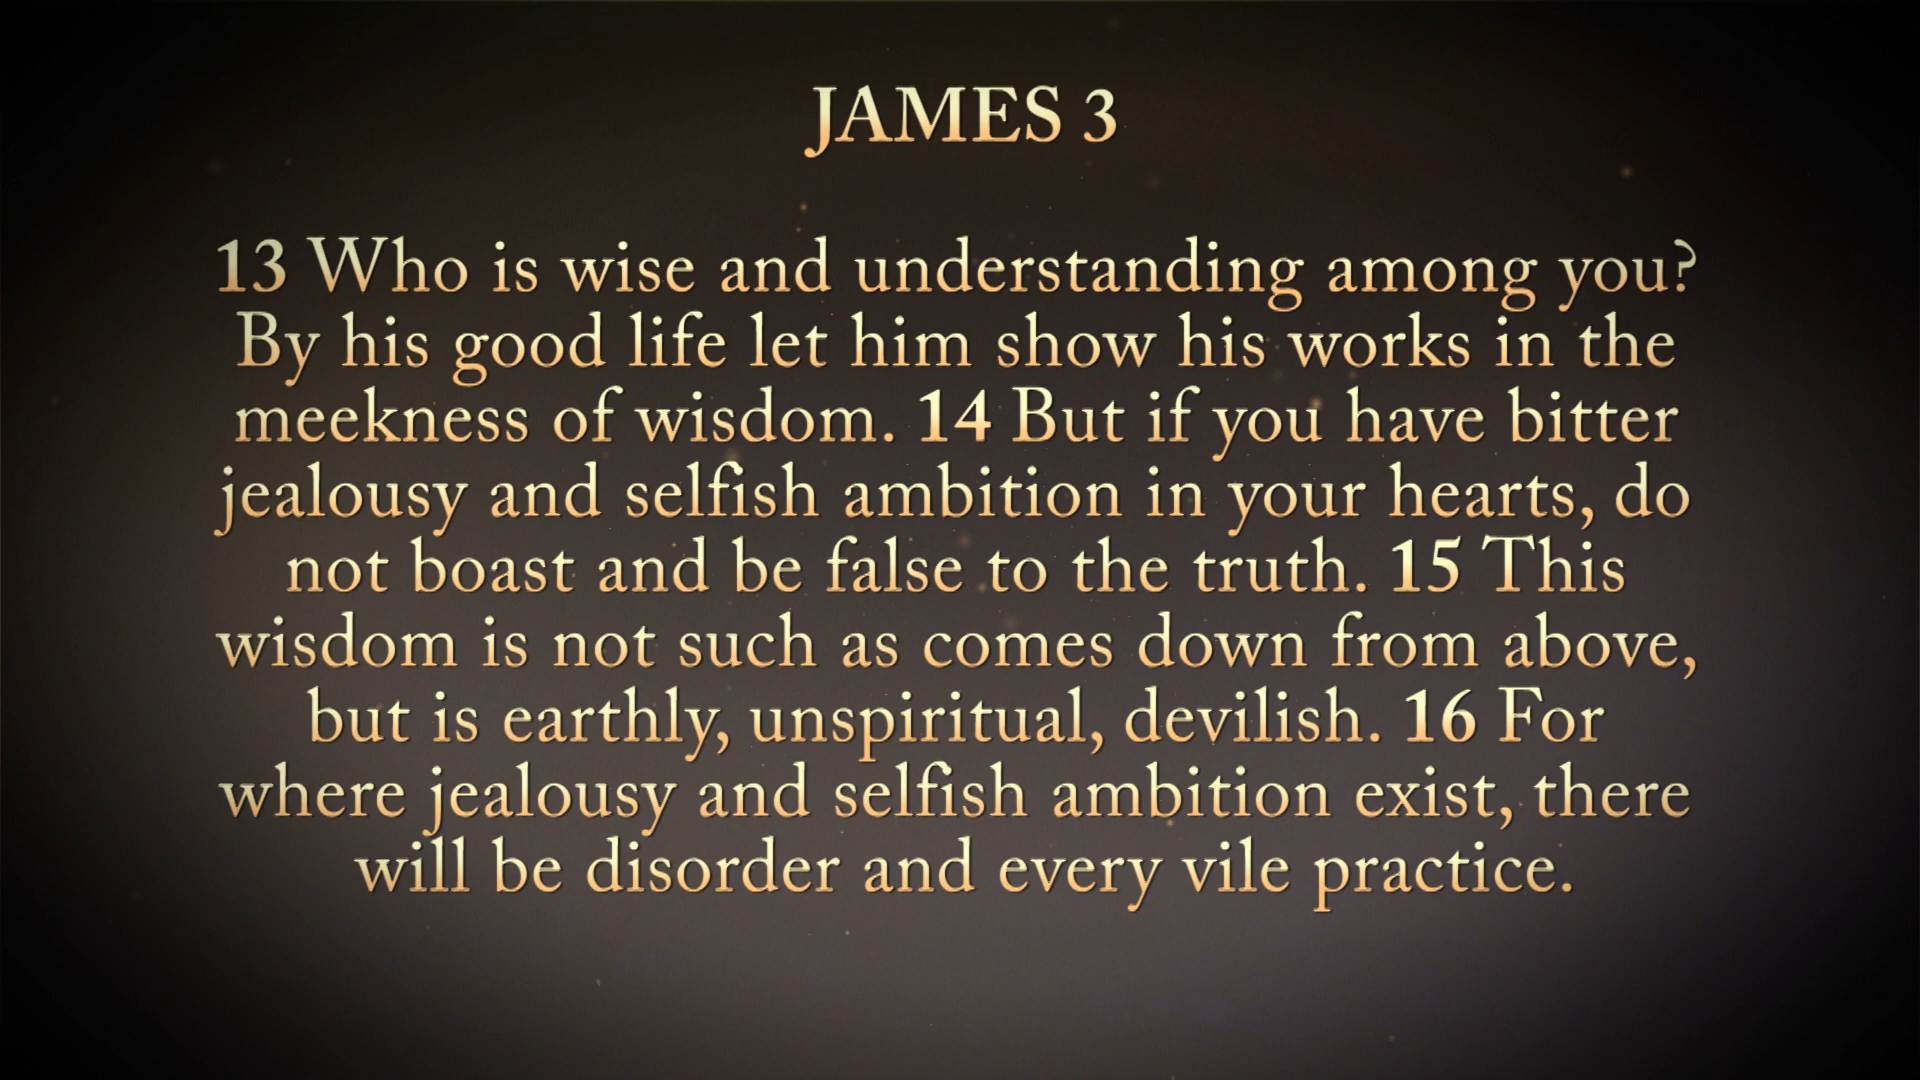 JAMES 3
13 Who is wise and understanding among you?
By his good life let him show his works in the
meekness of wisdom. 14 But if you have bitter
jealousy and selfish ambition in your hearts, do
not boast and be false to the truth. 15 This
wisdom is not such as comes down from above,
but is earthly, unspiritual, devilish. 16 For
where jealousy and selfish ambition exist, there
will be disorder and every vile practice.